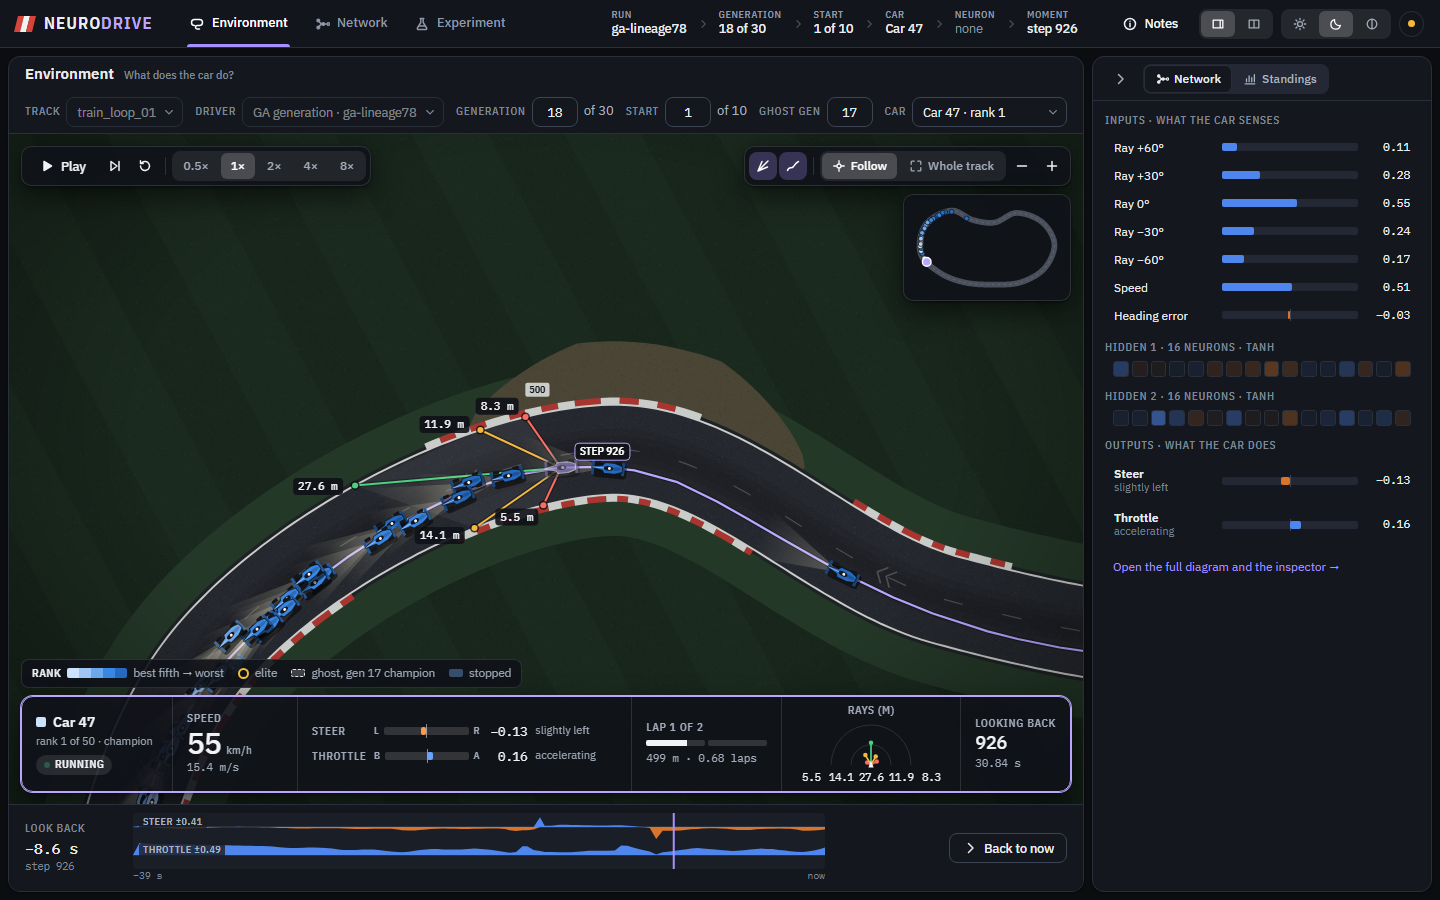 NEURODRIVE
Environment
Network
Experiment
RUN
ga-lineage78
GENERATION
18 of 30
START
1 of 10
CAR
Car 47
NEURON
none
MOMENT
step 926
Notes
Environment What does the car do?
TRACK train_loop_01 DRIVER GA generation · ga-lineage78 GENERATION 18 of 30 START 1 of 10 GHOST GEN 17 CAR Car 47 · rank 1
Play 0.5× 1× 2× 4× 8×
Follow Whole track − +
500
8.3 m
11.9 m
STEP 926
27.6 m
5.5 m
14.1 m
RANK best fifth → worst elite ghost, gen 17 champion stopped
Car 47
rank 1 of 50 · champion
RUNNING
SPEED
55 km/h
15.4 m/s
STEER L R −0.13 slightly left
THROTTLE B A 0.16 accelerating
LAP 1 OF 2
499 m · 0.68 laps
RAYS (M)
5.5 14.1 27.6 11.9 8.3
LOOKING BACK
926
30.84 s
LOOK BACK
−8.6 s
step 926
STEER ±0.41
THROTTLE ±0.49
−39 s
now
Back to now
Network
Standings
INPUTS · WHAT THE CAR SENSES
Ray +60° 0.11
Ray +30° 0.28
Ray 0° 0.55
Ray −30° 0.24
Ray −60° 0.17
Speed 0.51
Heading error −0.03
HIDDEN 1 · 16 NEURONS · TANH
HIDDEN 2 · 16 NEURONS · TANH
OUTPUTS · WHAT THE CAR DOES
Steer
slightly left
−0.13
Throttle
accelerating
0.16
Open the full diagram and the inspector →